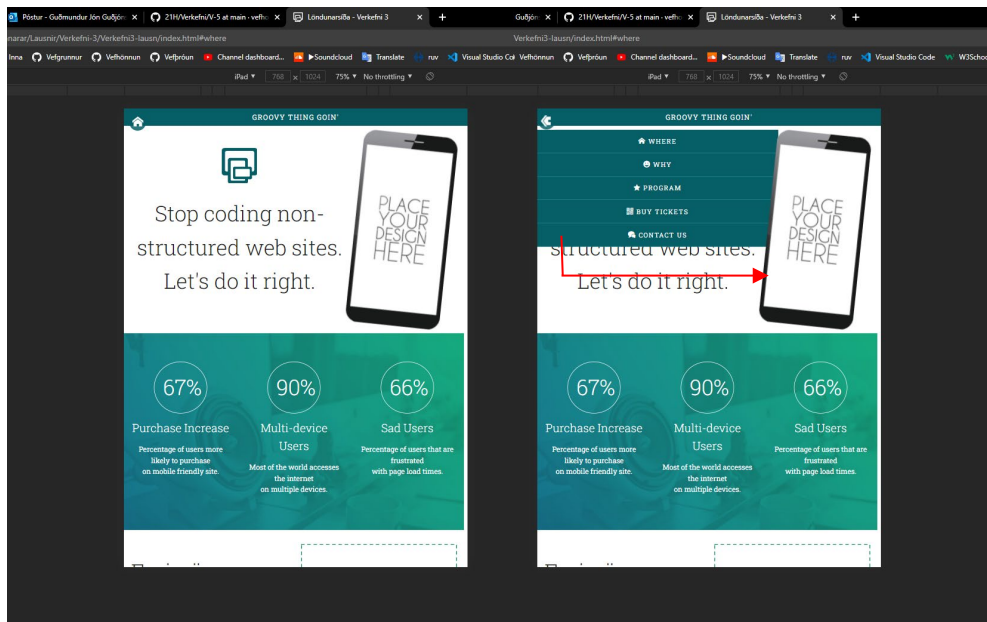 Póstur - Guðmundur Jón Guðjón
21H/Verkefni/V-5 at main · vefhc
Löndunarsíða - Verkefni 3
narar/Lausnir/Verkefni-3/Verkefni3-lausn/index.html#where
Inna
Vefgrunnur
Vefhönnun
Vefþróun
Channel dashboard...
Soundcloud
Translate
ruv
Visual Studio Cod
iPad 768 x 1024 75% No throttling
GROOVY THING GOIN'
Stop coding non-
structured web sites.
Let's do it right.
PLACE
YOUR
DESIGN
HERE
67%
90%
66%
Purchase Increase
Percentage of users more
likely to purchase
on mobile friendly site.
Multi-device
Users
Most of the world accesses
the internet
on multiple devices.
Sad Users
Percentage of users that are
frustrated
with page load times.
Guðjón
21H/Verkefni/V-5 at main · vefhc
Löndunarsíða - Verkefni 3
Verkefni3-lausn/index.html#where
Vefhönnun
Vefþróun
Channel dashboard...
Soundcloud
Translate
ruv
Visual Studio Code
W3Schoo
iPad 768 x 1024 75% No throttling
GROOVY THING GOIN'
WHERE
WHY
PROGRAM
BUY TICKETS
CONTACT US
structured web sites.
Let's do it right.
PLACE
YOUR
DESIGN
HERE
67%
90%
66%
Purchase Increase
Percentage of users more
likely to purchase
on mobile friendly site.
Multi-device
Users
Most of the world accesses
the internet
on multiple devices.
Sad Users
Percentage of users that are
frustrated
with page load times.